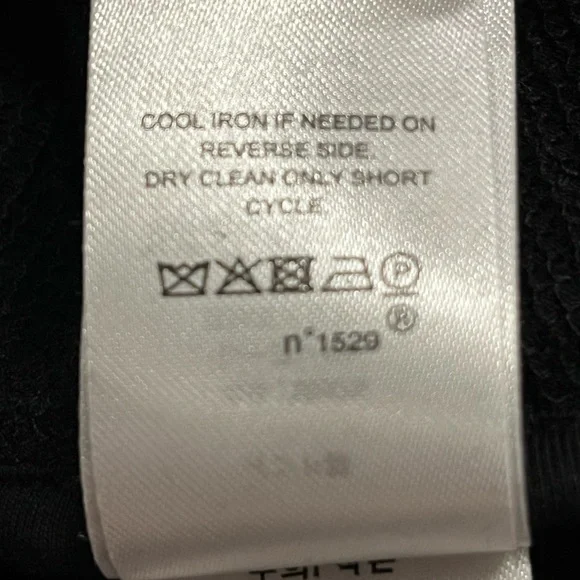 COOL IRON IF NEEDED ON
REVERSE SIDE.
DRY CLEAN ONLY SHORT
CYCLE
P
®
n°1529